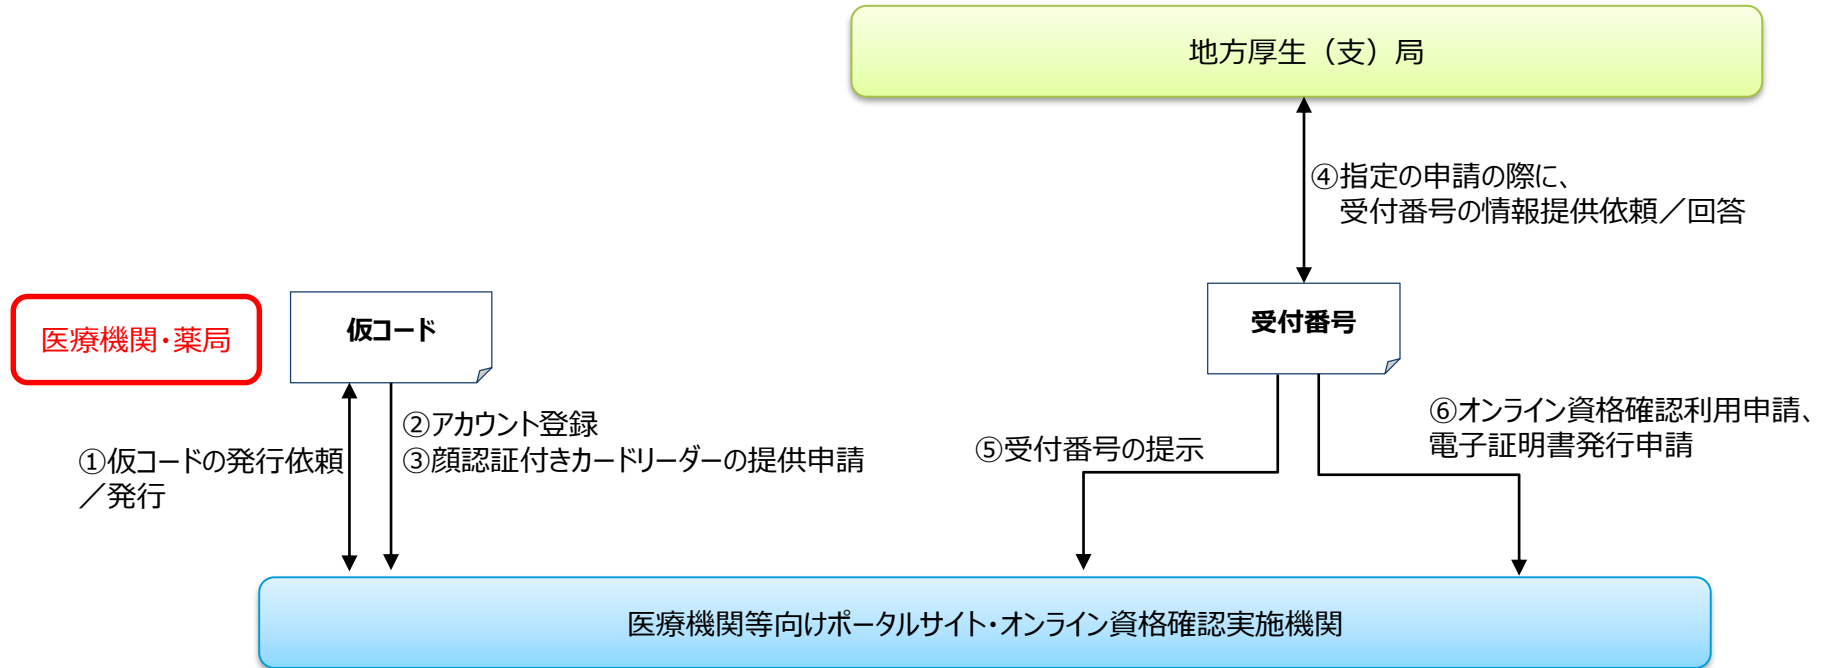 地方厚生（支）局
④指定の申請の際に、
受付番号の情報提供依頼／回答
医療機関・薬局
仮コード
受付番号
①仮コードの発行依頼
／発行
②アカウント登録
③顔認証付きカードリーダーの提供申請
⑤受付番号の提示
⑥オンライン資格確認利用申請、
電子証明書発行申請
医療機関等向けポータルサイト・オンライン資格確認実施機関